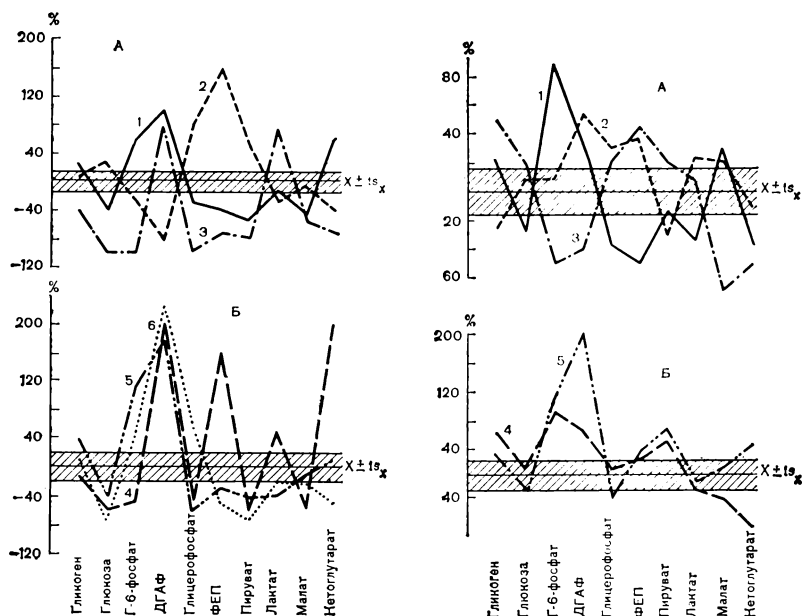 %
200
А
120
2
1
40
X ± ts x
-40
3
-120
%
200
6
Б
120
5
40
X ± ts x
4
-40
-120
Гликоген
Глюкоза
Г-6-фосфат
ДГАФ
Глицерофосфат
ФЕП
Пируват
Лактат
Малат
Кетоглутарат
%
80
1
А
40
2
X ± ts x
20
3
60
%
200
5
120
Б
4
40
X ± ts x
40
Гликоген
Глюкоза
Г-6-фосфат
ДГАФ
Глицерофосфат
ФЕП
Пируват
Лактат
Малат
Кетоглутарат